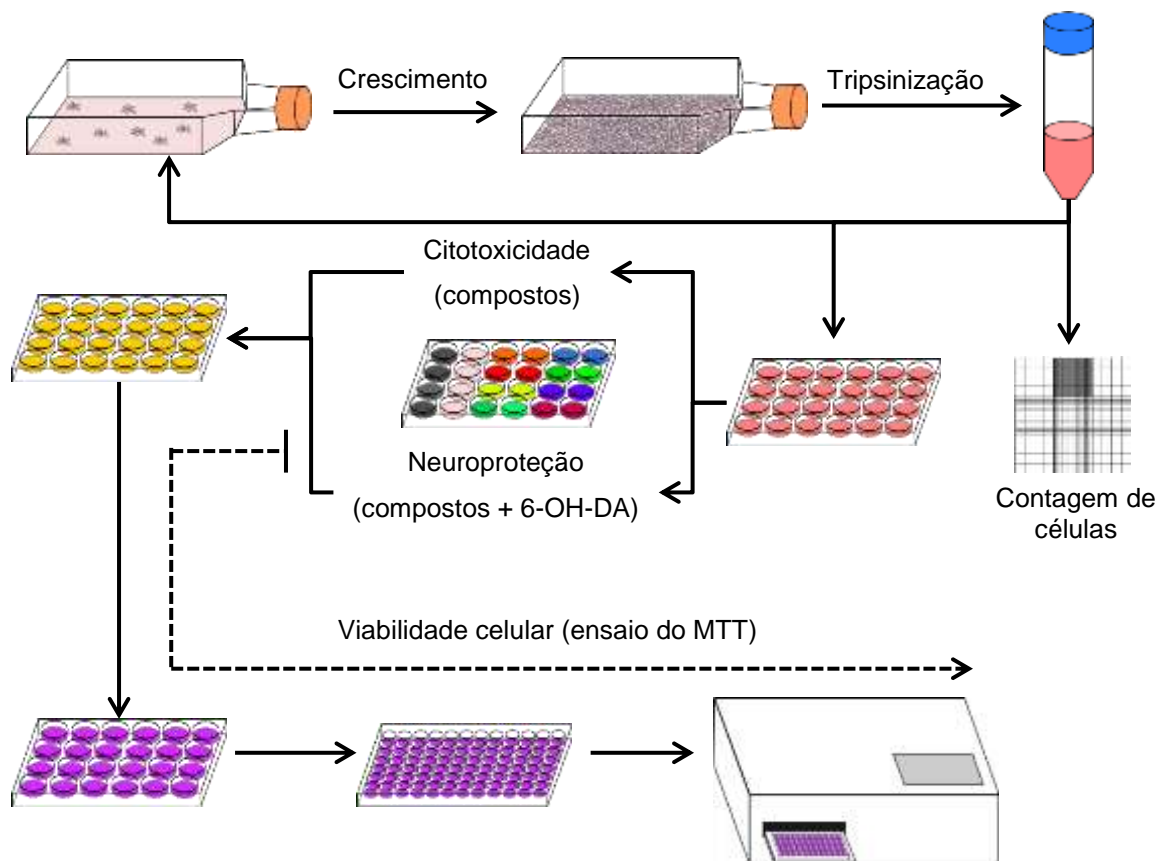 Crescimento
Tripsinização
Citotoxicidade
(compostos)
Neuroproteção
(compostos + 6-OH-DA)
Contagem de
células
Viabilidade celular (ensaio do MTT)